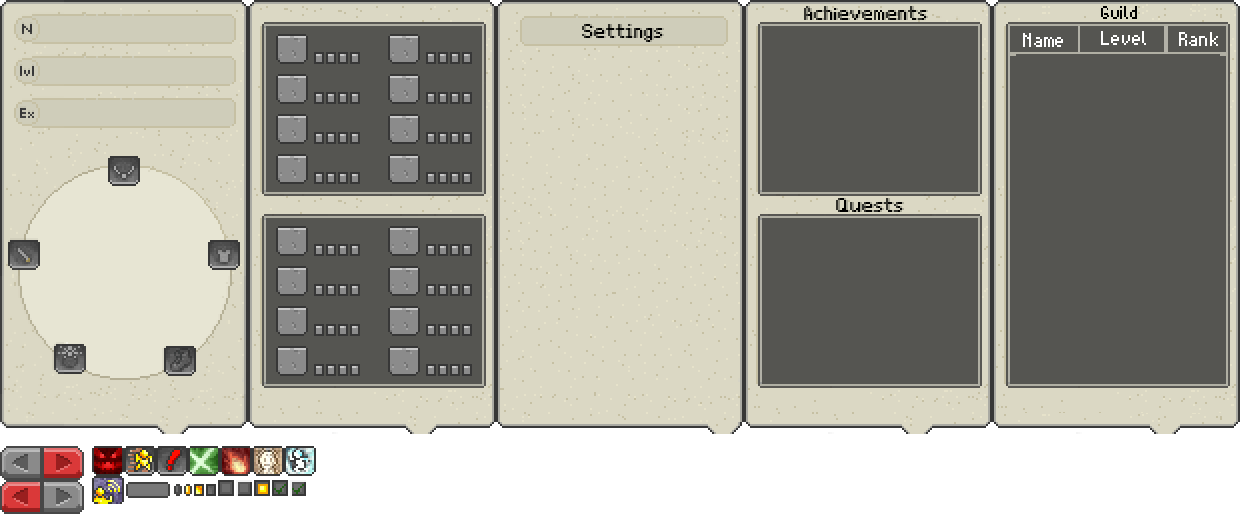 N
lvl
Ex
Settings
Achievements
Quests
Guild
Name Level Rank